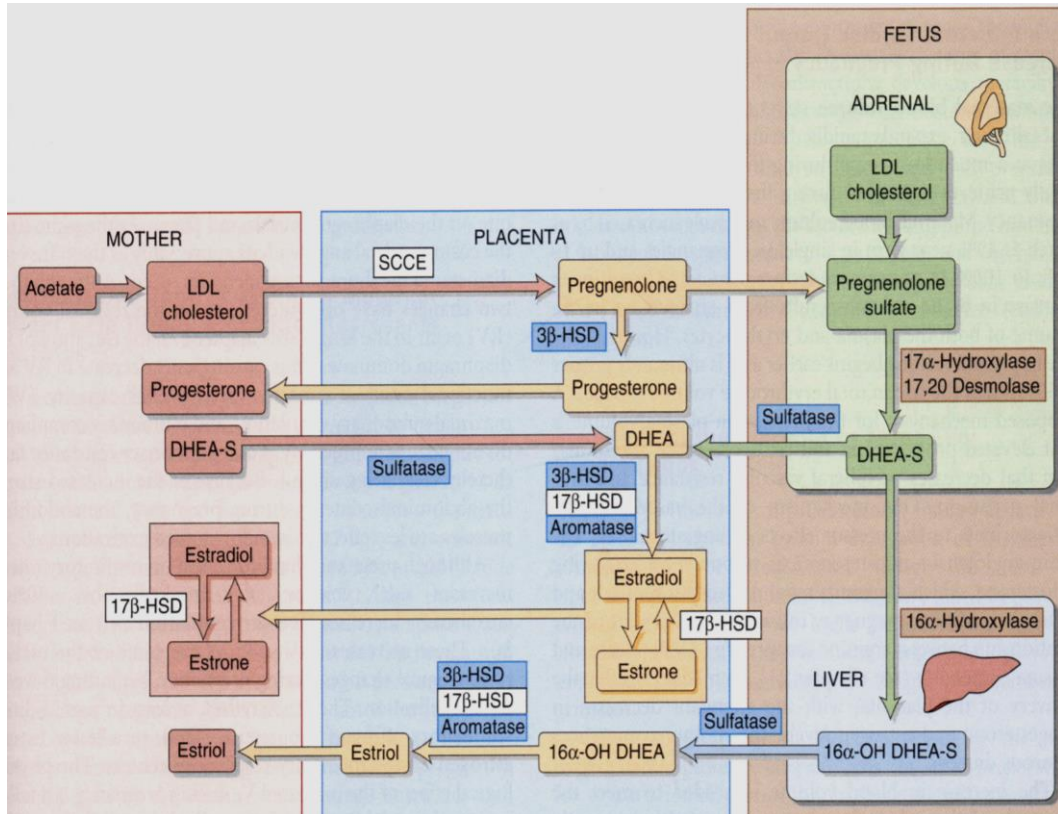 FETUS
ADRENAL
LDL
cholesterol
MOTHER
PLACENTA
SCCE
Acetate
LDL
cholesterol
Pregnenolone
Pregnenolone
sulfate
3β-HSD
17α-Hydroxylase
17,20 Desmolase
Progesterone
Progesterone
Sulfatase
DHEA-S
DHEA
DHEA-S
Sulfatase
3β-HSD
17β-HSD
Aromatase
Estradiol
Estradiol
17β-HSD
17β-HSD
16α-Hydroxylase
Estrone
Estrone
3β-HSD
17β-HSD
Aromatase
LIVER
Sulfatase
Estriol
Estriol
16α-OH DHEA
16α-OH DHEA-S